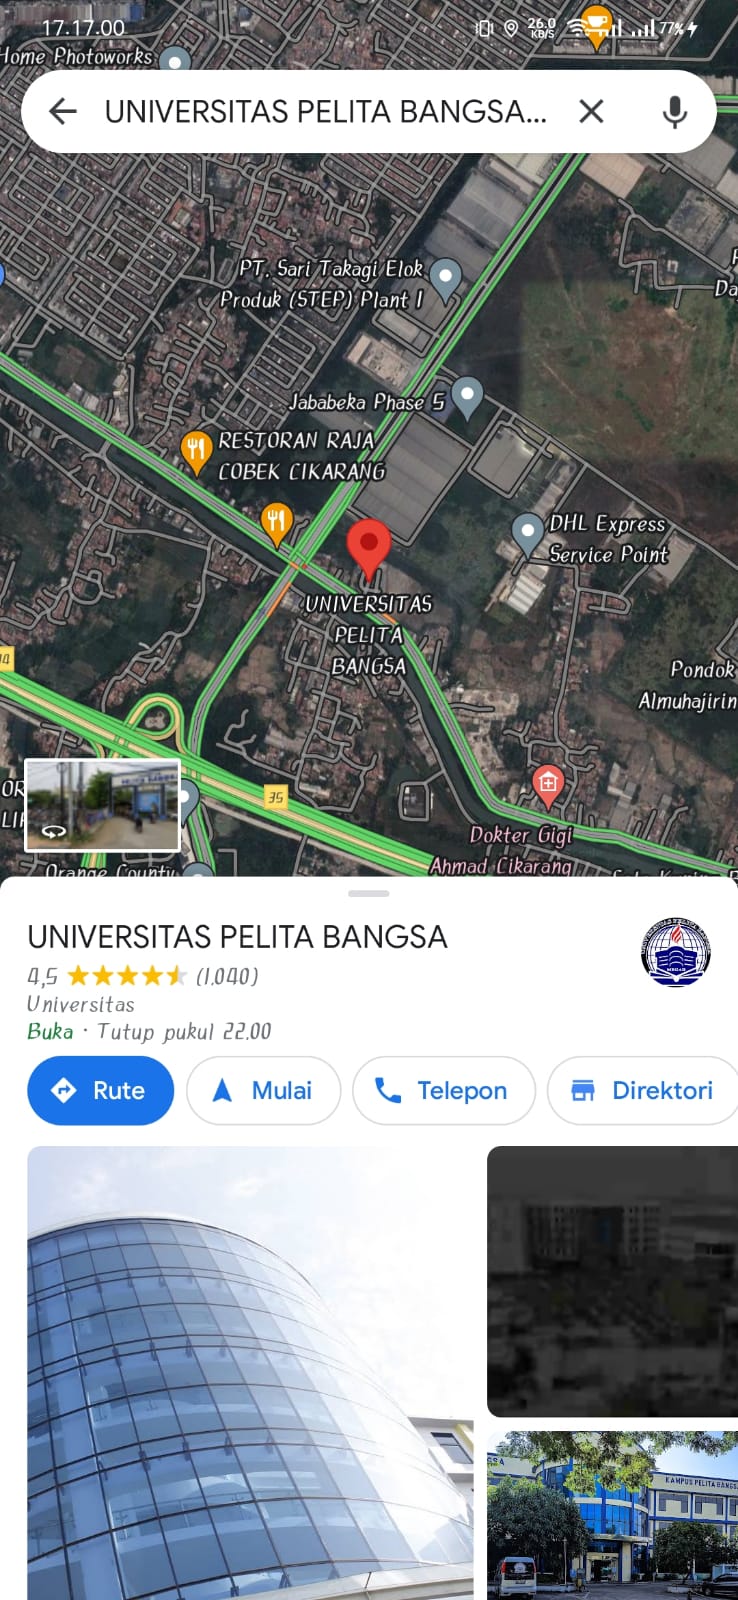 17.17.00
26.0
KB/S
77%
Home Photoworks
UNIVERSITAS PELITA BANGSA...
PT. Sari Takagi Elok
Produk (STEP) Plant 1
Da
Jababeka Phase 5
RESTORAN RAJA
COBEK CIKARANG
DHL Express
Service Point
UNIVERSITAS
PELITA
BANGSA
Pondok
Almuhajirin
35
Dokter Gigi
Ahmad Cikarang
Orange County
UNIVERSITAS PELITA BANGSA
4,5 (1.040)
Universitas
Buka · Tutup pukul 22.00
Rute
Mulai
Telepon
Direktori
KAMPUS PELITA BANGSA